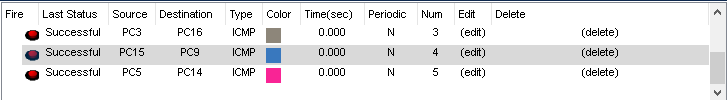 Fire Last Status Source Destination Type Color Time(sec) Periodic Num Edit Delete
Successful PC3 PC16 ICMP 0.000 N 3 (edit) (delete)
Successful PC15 PC9 ICMP 0.000 N 4 (edit) (delete)
Successful PC5 PC14 ICMP 0.000 N 5 (edit) (delete)